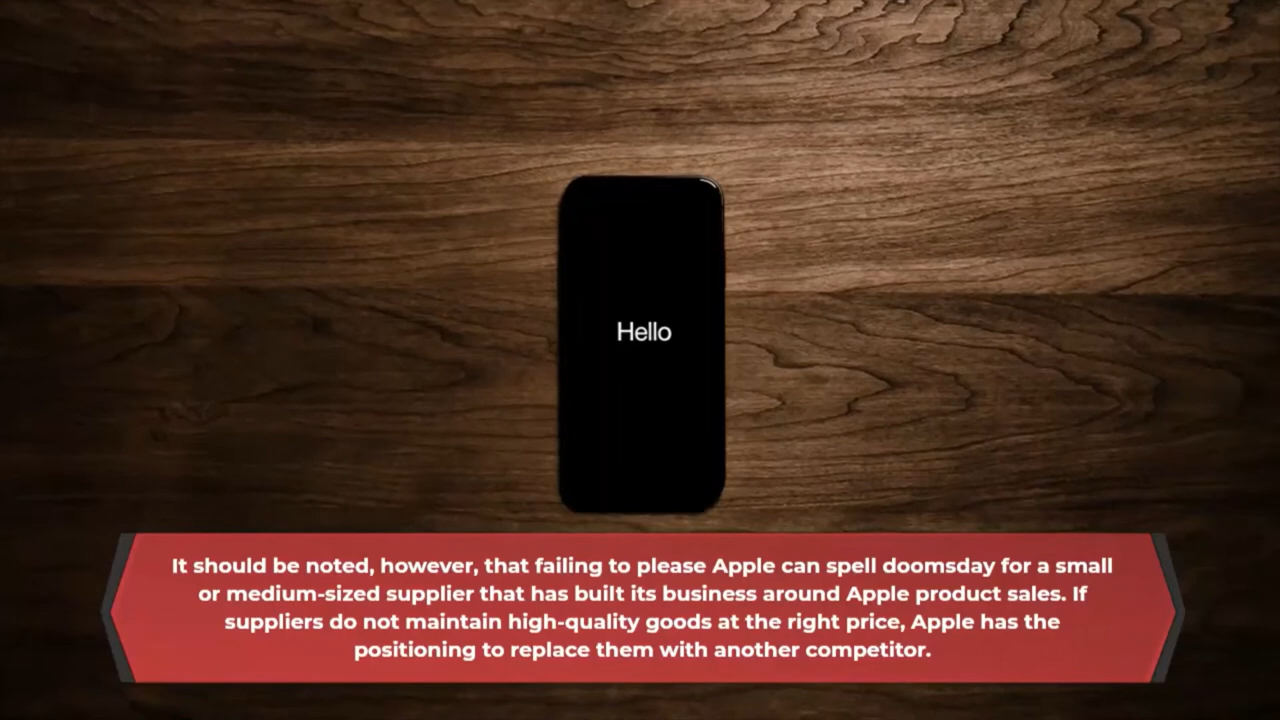 Hello
It should be noted, however, that failing to please Apple can spell doomsday for a small
or medium-sized supplier that has built its business around Apple product sales. If
suppliers do not maintain high-quality goods at the right price, Apple has the
positioning to replace them with another competitor.